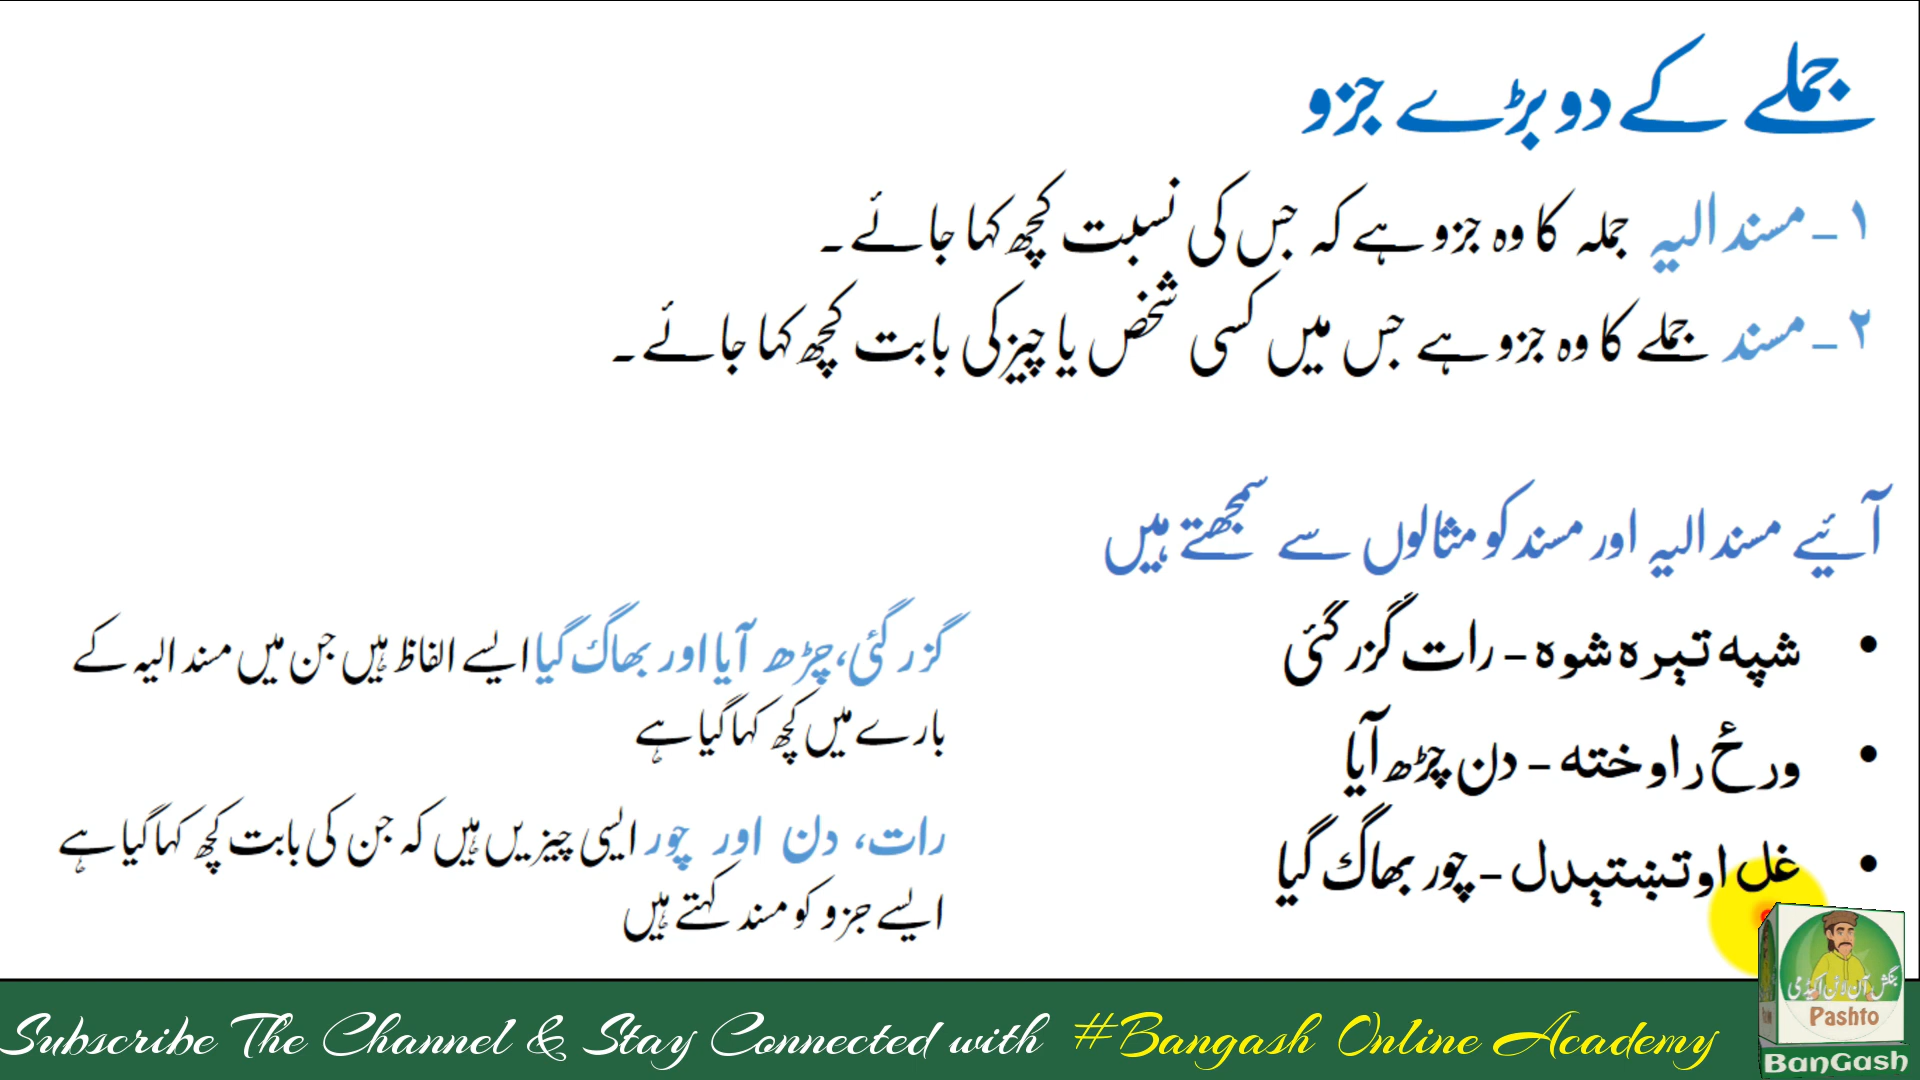 جملے کے دو بڑے جزو
۱۔ مسند الیہ جملہ کا وہ جزو ہے کہ جس کی نسبت کچھ کہا جائے۔
۲۔ مسند جملے کا وہ جزو ہے جس میں کسی شخص یا چیز کی بابت کچھ کہا جائے۔
آئیے مسند الیہ اور مسند کو مثالوں سے سمجھتے ہیں
• شپه تېره شوه – رات گزر گئی
• ورځ راوخته – دن چڑھ آیا
• غل اوتښتېدل – چور بھاگ گیا
گزر گئی، چڑھ آیا اور بھاگ گیا ایسے الفاظ ہیں جن میں مسند الیہ کے
بارے میں کچھ کہا گیا ہے
رات، دن اور چور ایسی چیزیں ہیں کہ جن کی بابت کچھ کہا گیا ہے
ایسے جزو کو مسند کہتے ہیں
Subscribe The Channel & Stay Connected with #Bangash Online Academy
بنگش آن لائن اکیڈمی
Pashto
BanGash